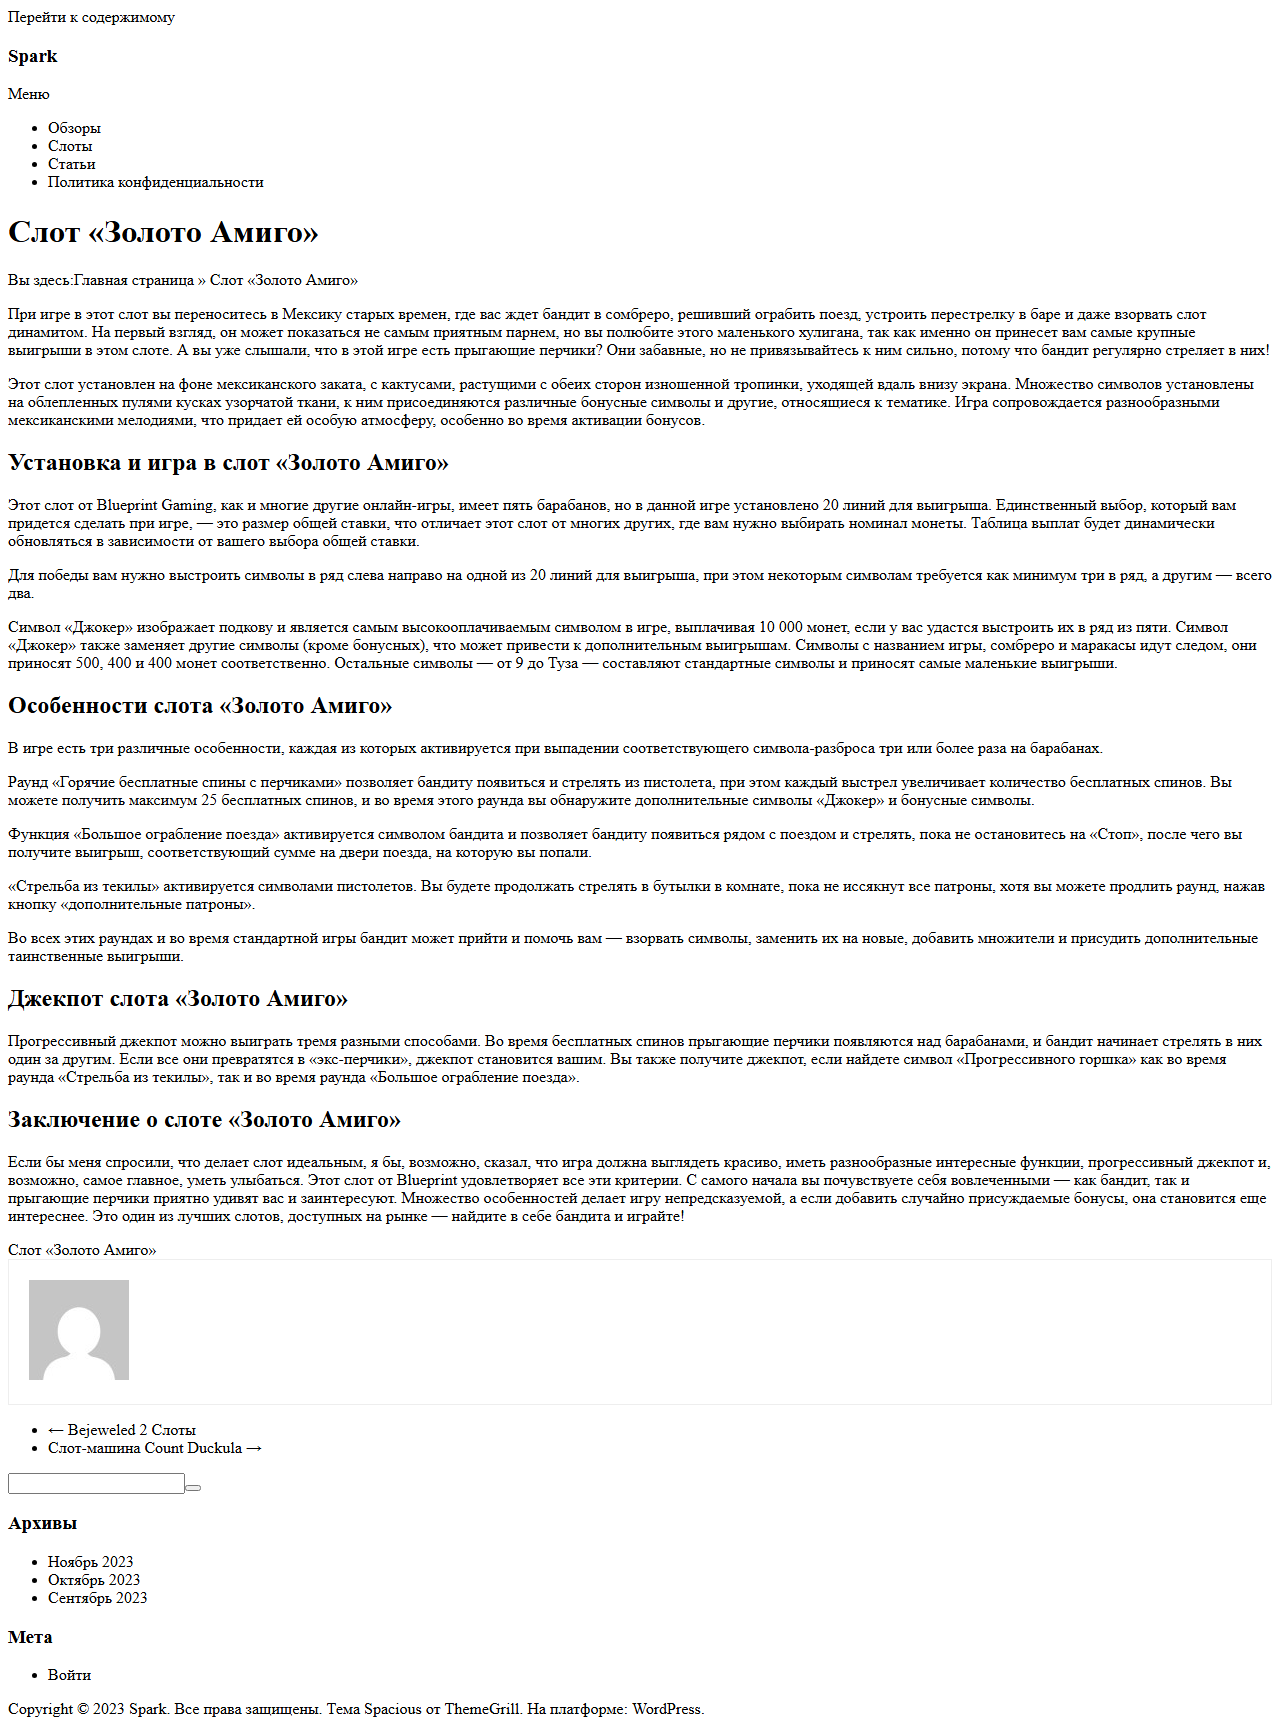 Перейти к содержимому
Spark
Меню
Обзоры
Слоты
Статьи
Политика конфиденциальности
Слот «Золото Амиго»
Вы здесь:Главная страница » Слот «Золото Амиго»
При игре в этот слот вы переноситесь в Мексику старых времен, где вас ждет бандит в сомбреро, решивший ограбить поезд, устроить перестрелку в баре и даже взорвать слот
динамитом. На первый взгляд, он может показаться не самым приятным парнем, но вы полюбите этого маленького хулигана, так как именно он принесет вам самые крупные
выигрыши в этом слоте. А вы уже слышали, что в этой игре есть прыгающие перчики? Они забавные, но не привязывайтесь к ним сильно, потому что бандит регулярно стреляет в них!
Этот слот установлен на фоне мексиканского заката, с кактусами, растущими с обеих сторон изношенной тропинки, уходящей вдаль внизу экрана. Множество символов установлены
на облепленных пулями кусках узорчатой ткани, к ним присоединяются различные бонусные символы и другие, относящиеся к тематике. Игра сопровождается разнообразными
мексиканскими мелодиями, что придает ей особую атмосферу, особенно во время активации бонусов.
Установка и игра в слот «Золото Амиго»
Этот слот от Blueprint Gaming, как и многие другие онлайн-игры, имеет пять барабанов, но в данной игре установлено 20 линий для выигрыша. Единственный выбор, который вам
придется сделать при игре, — это размер общей ставки, что отличает этот слот от многих других, где вам нужно выбирать номинал монеты. Таблица выплат будет динамически
обновляться в зависимости от вашего выбора общей ставки.
Для победы вам нужно выстроить символы в ряд слева направо на одной из 20 линий для выигрыша, при этом некоторым символам требуется как минимум три в ряд, а другим — всего
два.
Символ «Джокер» изображает подкову и является самым высокооплачиваемым символом в игре, выплачивая 10 000 монет, если у вас удастся выстроить их в ряд из пяти. Символ
«Джокер» также заменяет другие символы (кроме бонусных), что может привести к дополнительным выигрышам. Символы с названием игры, сомбреро и маракасы идут следом, они
приносят 500, 400 и 400 монет соответственно. Остальные символы — от 9 до Туза — составляют стандартные символы и приносят самые маленькие выигрыши.
Особенности слота «Золото Амиго»
В игре есть три различные особенности, каждая из которых активируется при выпадении соответствующего символа-разброса три или более раза на барабанах.
Раунд «Горячие бесплатные спины с перчиками» позволяет бандиту появиться и стрелять из пистолета, при этом каждый выстрел увеличивает количество бесплатных спинов. Вы
можете получить максимум 25 бесплатных спинов, и во время этого раунда вы обнаружите дополнительные символы «Джокер» и бонусные символы.
Функция «Большое ограбление поезда» активируется символом бандита и позволяет бандиту появиться рядом с поездом и стрелять, пока не остановитесь на «Стоп», после чего вы
получите выигрыш, соответствующий сумме на двери поезда, на которую вы попали.
«Стрельба из текилы» активируется символами пистолетов. Вы будете продолжать стрелять в бутылки в комнате, пока не иссякнут все патроны, хотя вы можете продлить раунд, нажав
кнопку «дополнительные патроны».
Во всех этих раундах и во время стандартной игры бандит может прийти и помочь вам — взорвать символы, заменить их на новые, добавить множители и присудить дополнительные
таинственные выигрыши.
Джекпот слота «Золото Амиго»
Прогрессивный джекпот можно выиграть тремя разными способами. Во время бесплатных спинов прыгающие перчики появляются над барабанами, и бандит начинает стрелять в них
один за другим. Если все они превратятся в «экс-перчики», джекпот становится вашим. Вы также получите джекпот, если найдете символ «Прогрессивного горшка» как во время
раунда «Стрельба из текилы», так и во время раунда «Большое ограбление поезда».
Заключение о слоте «Золото Амиго»
Если бы меня спросили, что делает слот идеальным, я бы, возможно, сказал, что игра должна выглядеть красиво, иметь разнообразные интересные функции, прогрессивный джекпот и,
возможно, самое главное, уметь улыбаться. Этот слот от Blueprint удовлетворяет все эти критерии. С самого начала вы почувствуете себя вовлеченными — как бандит, так и
прыгающие перчики приятно удивят вас и заинтересуют. Множество особенностей делает игру непредсказуемой, а если добавить случайно присуждаемые бонусы, она становится еще
интереснее. Это один из лучших слотов, доступных на рынке — найдите в себе бандита и играйте!
Слот «Золото Амиго»
← Bejeweled 2 Слоты
Слот-машина Count Duckula →
Архивы
Ноябрь 2023
Октябрь 2023
Сентябрь 2023
Мета
Войти
Copyright © 2023 Spark. Все права защищены. Тема Spacious от ThemeGrill. На платформе: WordPress.